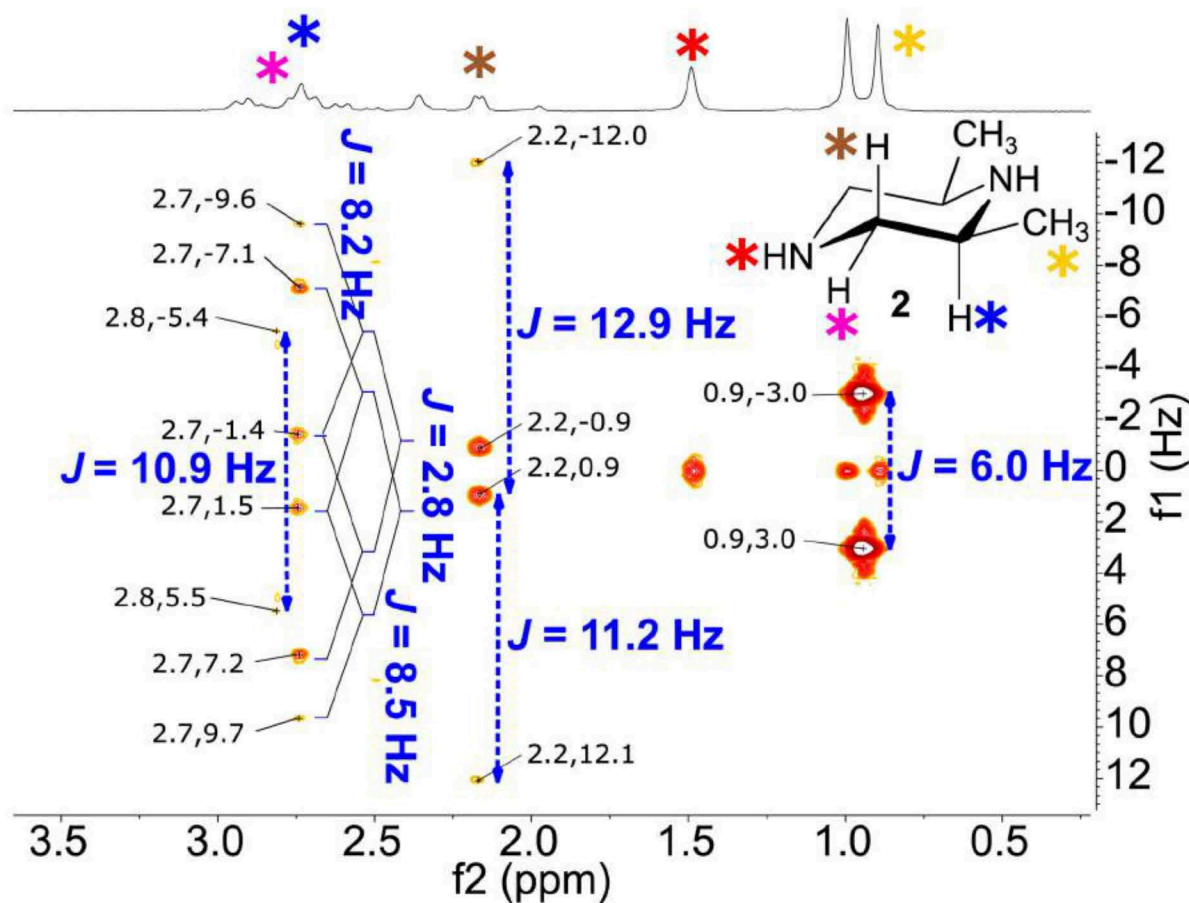 2.2,-12.0
H
CH3
NH
CH3
HN
H
2
H
2.7,-9.6
2.7,-7.1
2.8,-5.4
2.7,-1.4
J = 10.9 Hz
2.7,1.5
2.8,5.5
2.7,7.2
2.7,9.7
J = 8.2 Hz
J = 2.8 Hz
J = 8.5 Hz
J = 12.9 Hz
2.2,-0.9
2.2,0.9
J = 11.2 Hz
2.2,12.1
0.9,-3.0
J = 6.0 Hz
0.9,3.0
-12
-10
-8
-6
-4
-2
0
2
4
6
8
10
12
f1 (Hz)
3.5 3.0 2.5 2.0 1.5 1.0 0.5
f2 (ppm)